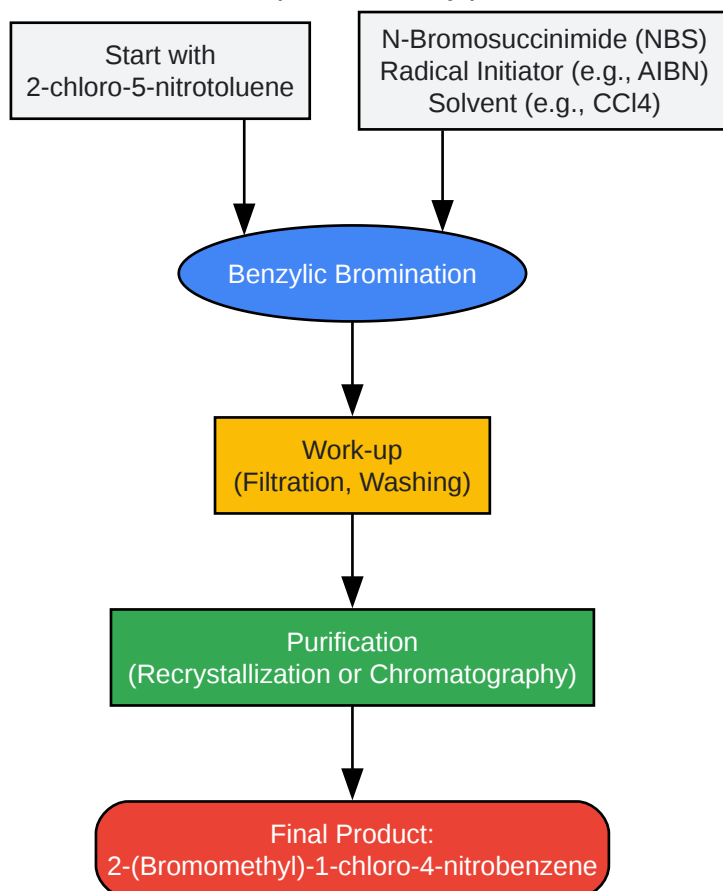 Start with
2-chloro-5-nitrotoluene
N-Bromosuccinimide (NBS)
Radical Initiator (e.g., AIBN)
Solvent (e.g., CCl4)
Benzylic Bromination
Work-up
(Filtration, Washing)
Purification
(Recrystallization or Chromatography)
Final Product:
2-(Bromomethyl)-1-chloro-4-nitrobenzene